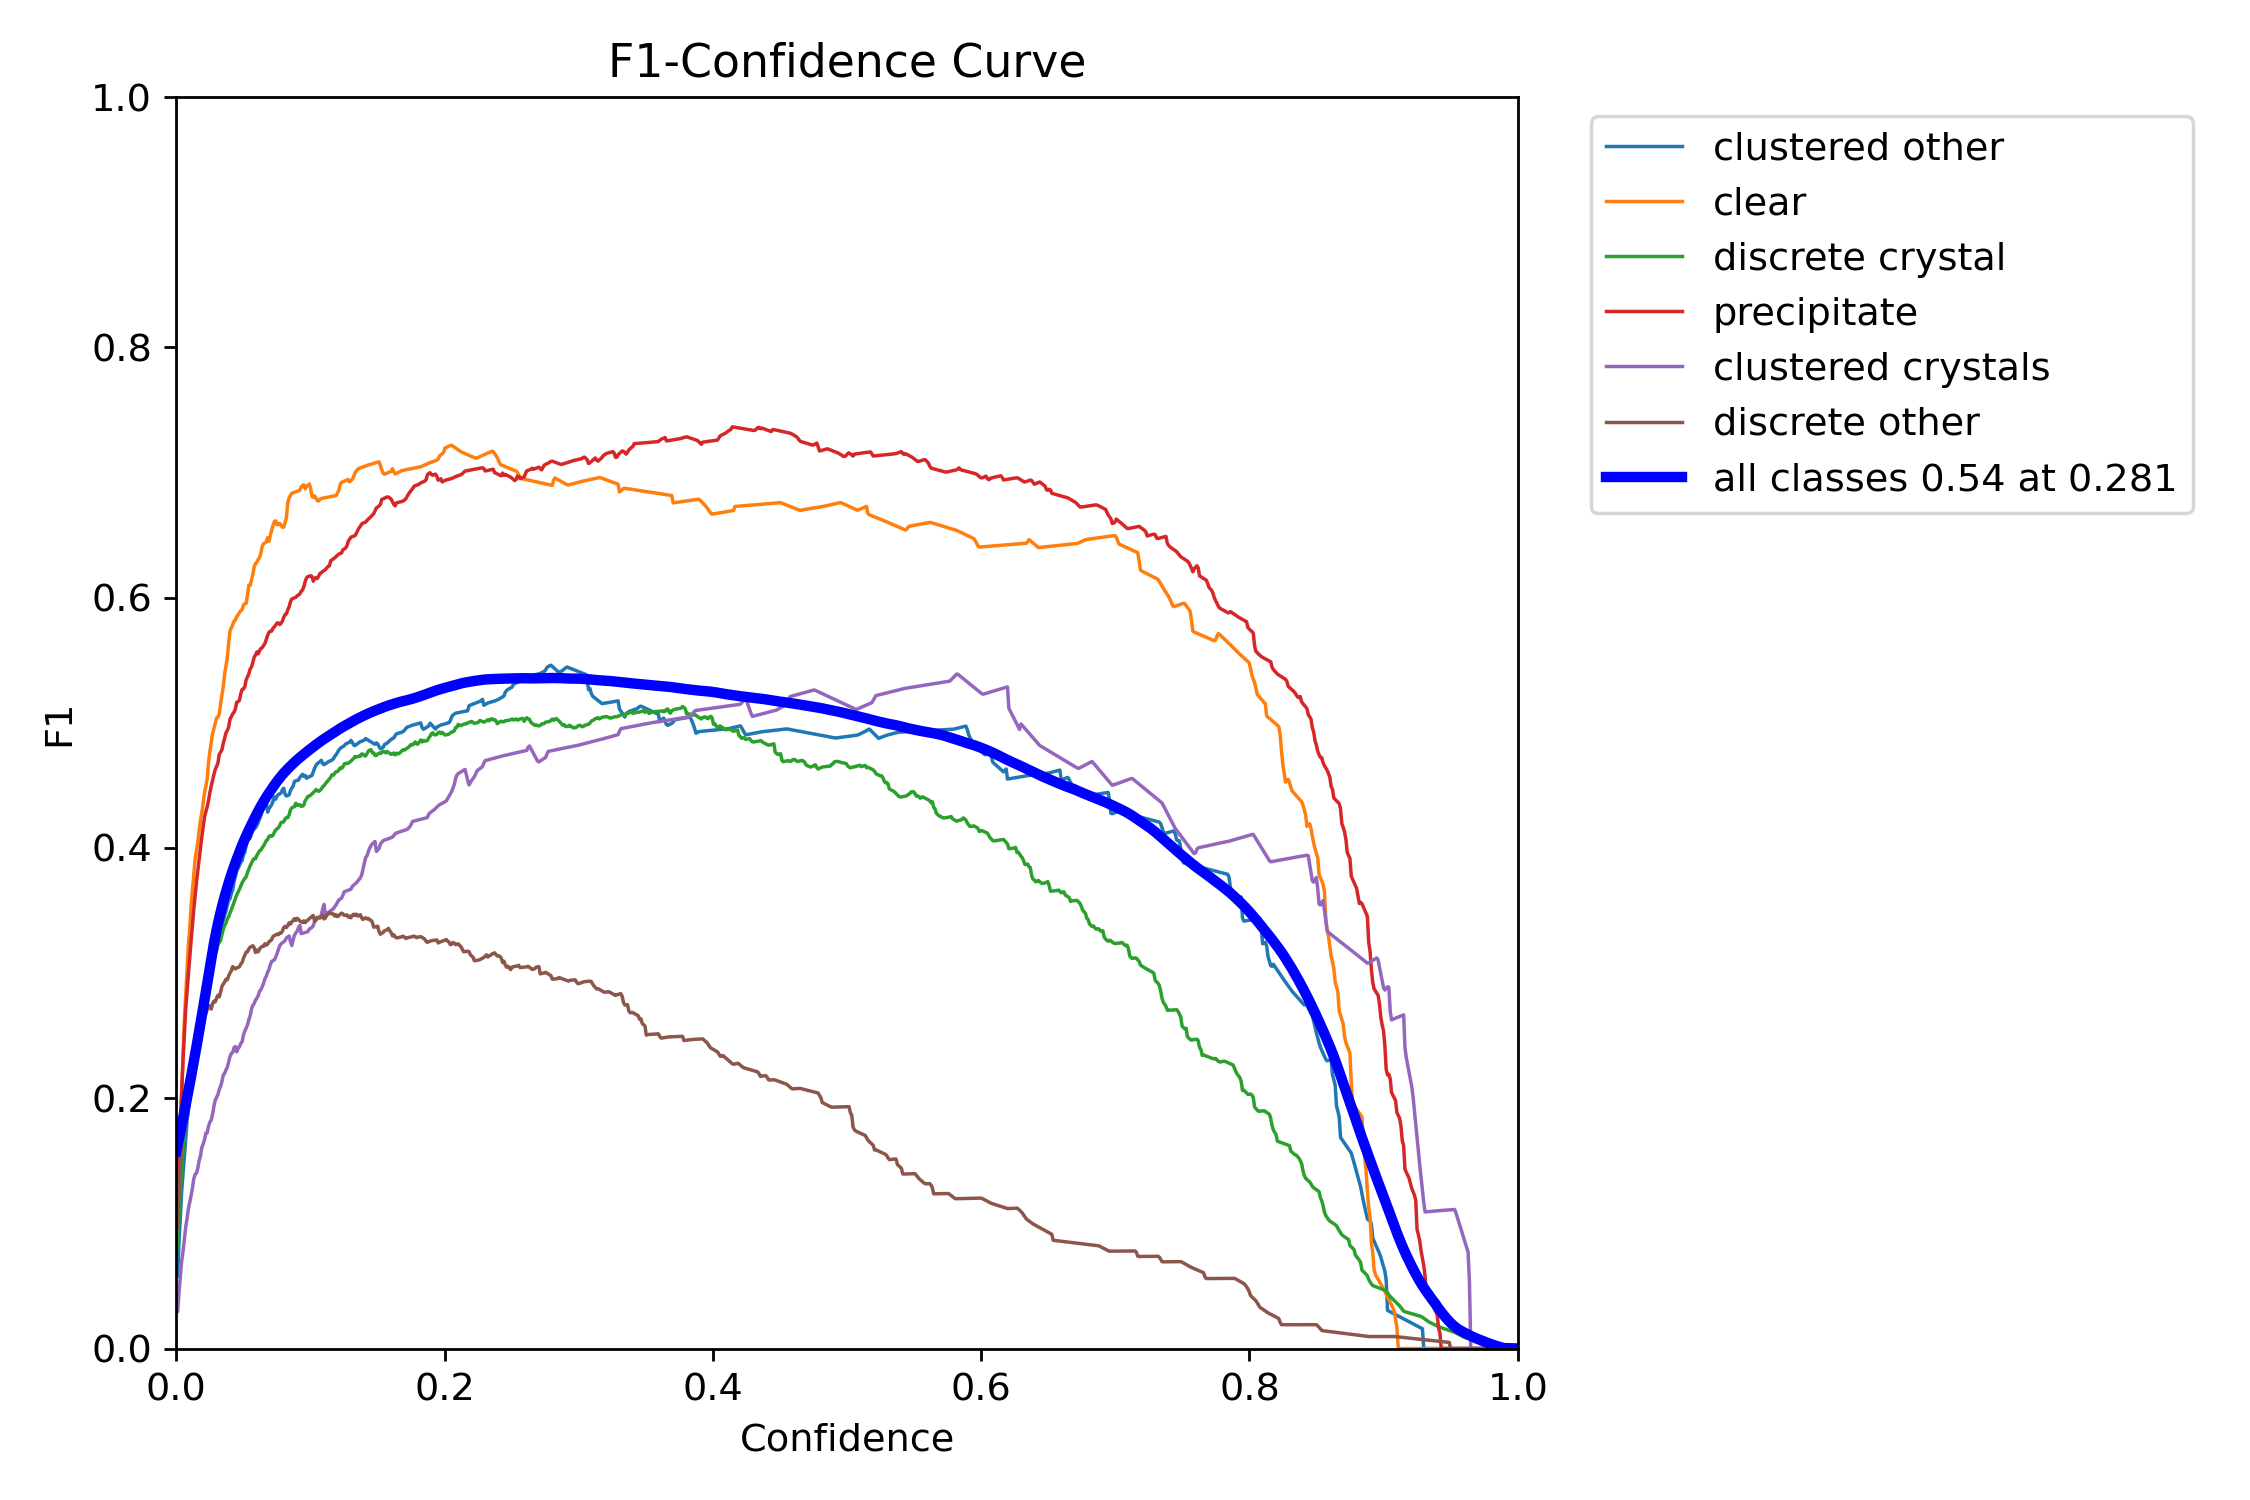 F1-Confidence Curve
1.0
0.8
0.6
0.4
0.2
0.0
F1
0.0 0.2 0.4 0.6 0.8 1.0
Confidence
clustered other
clear
discrete crystal
precipitate
clustered crystals
discrete other
all classes 0.54 at 0.281